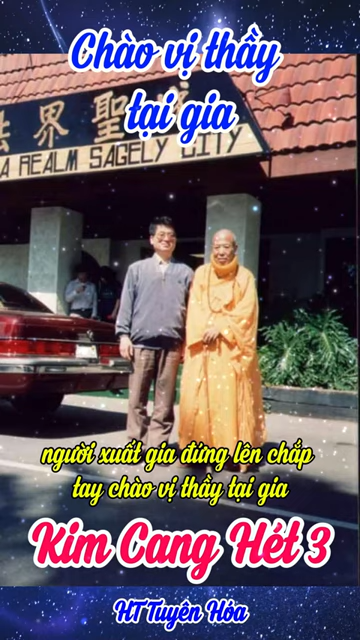 Chào vị thầy
tại gia
法界聖城
A REALM SAGELY CITY
người xuất gia đứng lên chắp
tay chào vị thầy tại gia
Kim Cang Hét 3
HT Tuyên Hóa